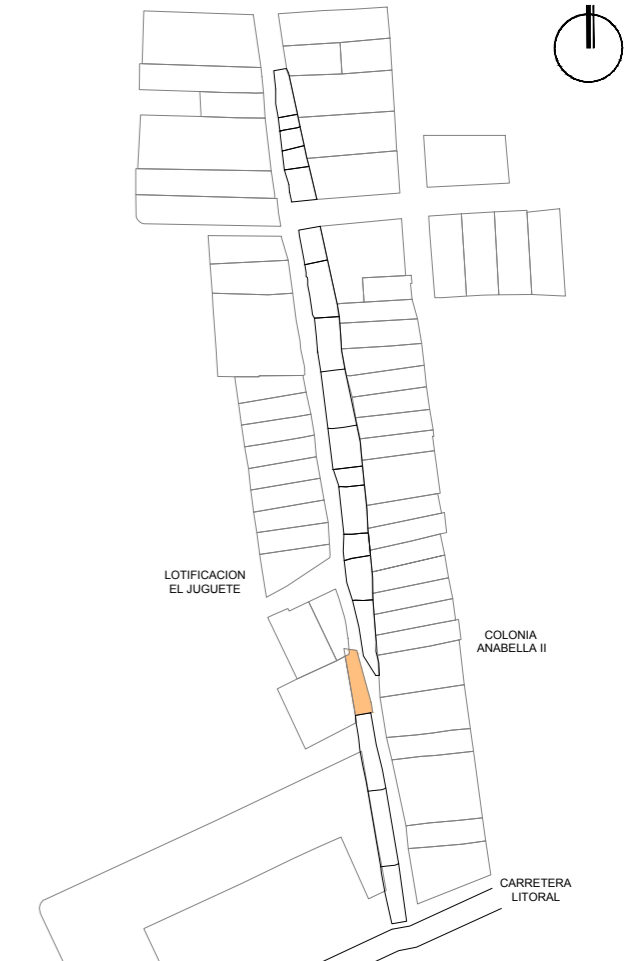 LOTIFICACION
EL JUGUETE
COLONIA
ANABELLA II
CARRETERA
LITORAL